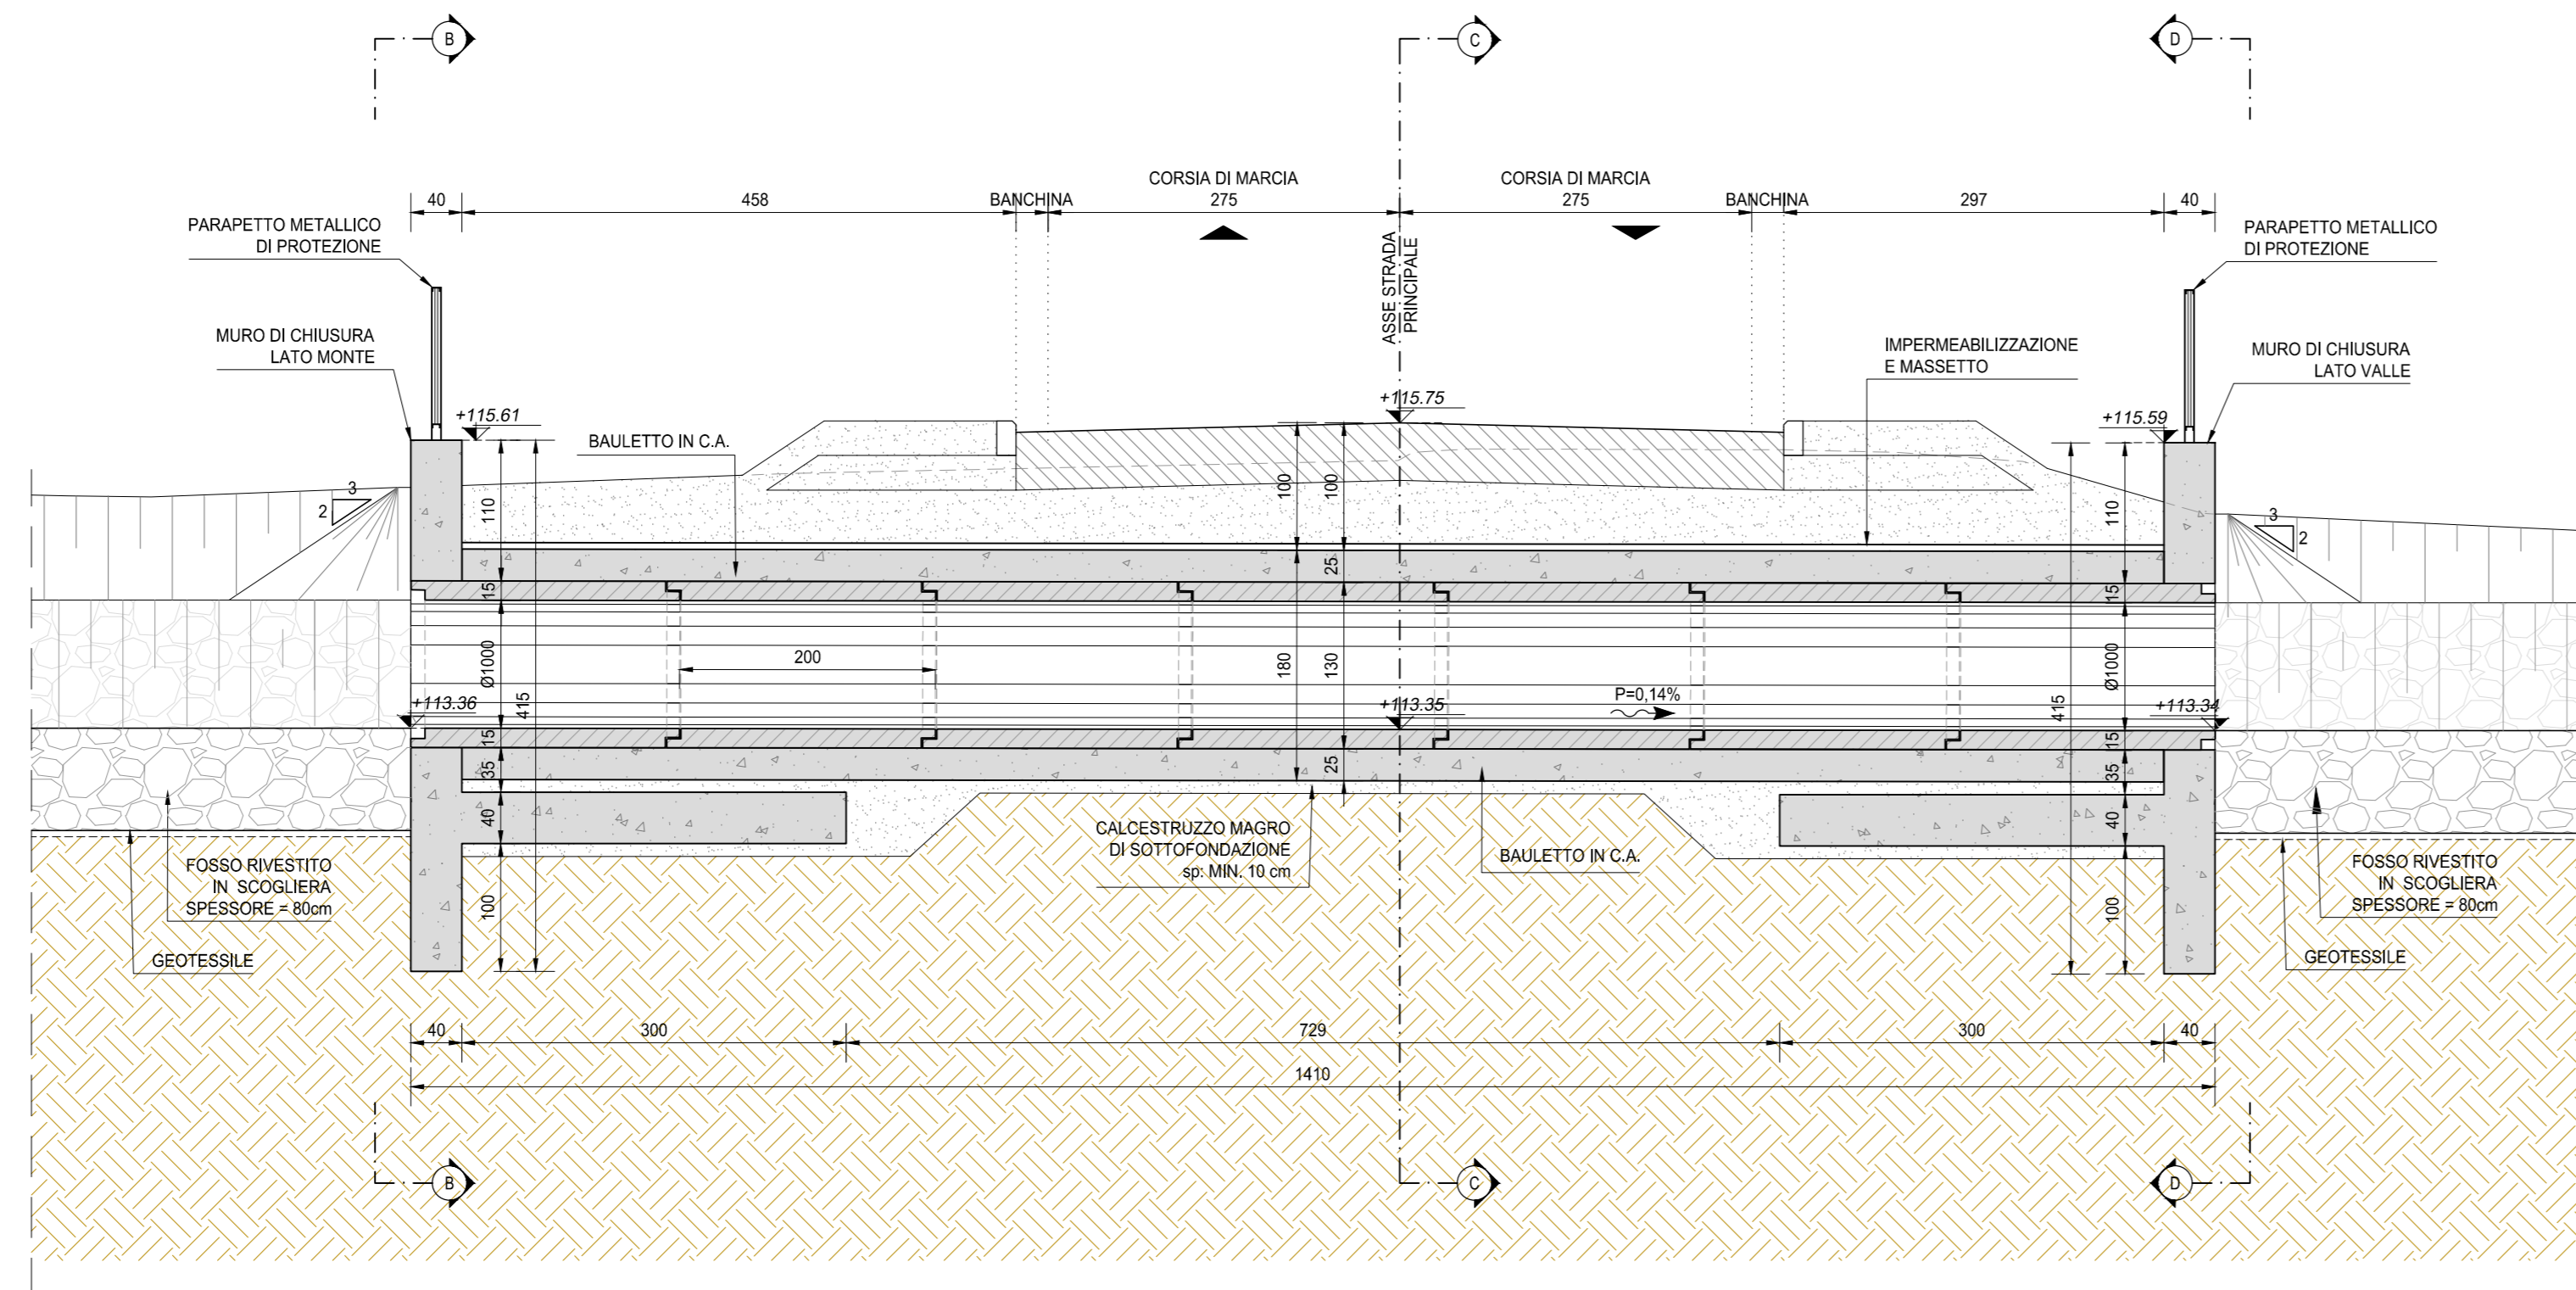 B
C
D
CORSIA DI MARCIA
CORSIA DI MARCIA
40
458
BANCHINA
275
275
BANCHINA
297
40
PARAPETTO METALLICO
DI PROTEZIONE
PARAPETTO METALLICO
DI PROTEZIONE
ASSE STRADA
PRINCIPALE
MURO DI CHIUSURA
LATO MONTE
IMPERMEABILIZZAZIONE
E MASSETTO
MURO DI CHIUSURA
LATO VALLE
+115.61
+115.75
+115.59
BAULETTO IN C.A.
3
2
3
2
110
100
100
110
25
15
15
Ø1000
200
180
130
Ø1000
415
415
P=0,14%
+113.36
+113.35
+113.34
15
15
35
25
35
40
40
CALCESTRUZZO MAGRO
DI SOTTOFONDAZIONE
sp: MIN. 10 cm
BAULETTO IN C.A.
FOSSO RIVESTITO
IN SCOGLIERA
SPESSORE = 80cm
FOSSO RIVESTITO
IN SCOGLIERA
SPESSORE = 80cm
100
100
GEOTESSILE
GEOTESSILE
40
300
729
300
40
1410
B
C
D